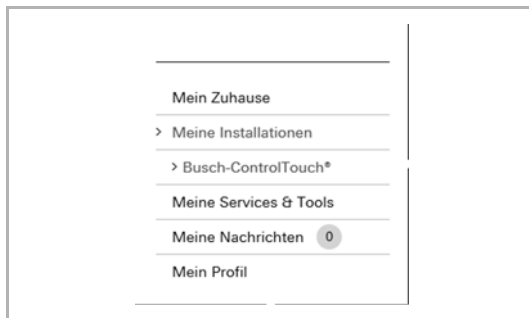 Mein Zuhause
> Meine Installationen
> Busch-ControlTouch®
Meine Services & Tools
Meine Nachrichten 0
Mein Profil